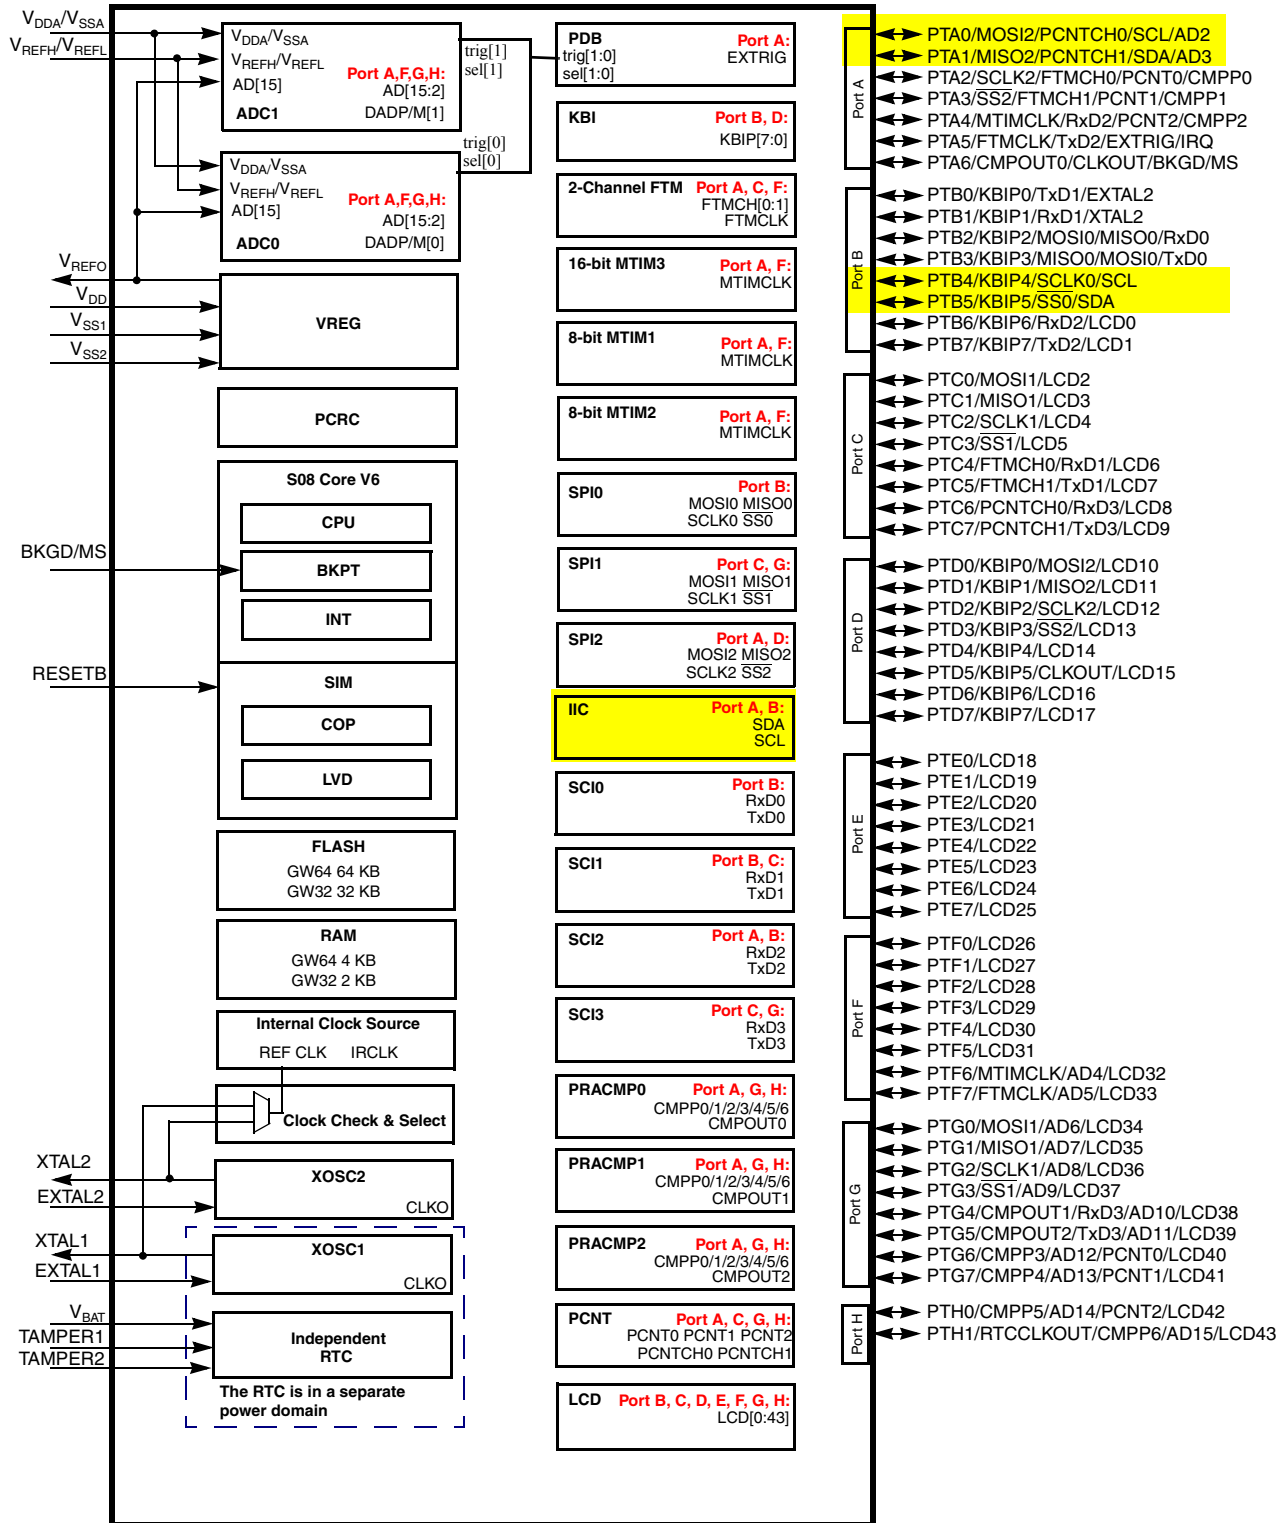 VDDA/VSSA
VREFH/VREFL
VDDA/VSSA
VREFH/VREFL
AD[15]
ADC1
Port A,F,G,H:
AD[15:2]
DADP/M[1]
trig[1]
sel[1]
VDDA/VSSA
VREFH/VREFL
AD[15]
ADC0
Port A,F,G,H:
AD[15:2]
DADP/M[0]
trig[0]
sel[0]
VREFO
VDD
VSS1
VSS2
VREG
PCRC
S08 Core V6
CPU
BKGD/MS
BKPT
INT
RESETB
SIM
COP
LVD
FLASH
GW64 64 KB
GW32 32 KB
RAM
GW64 4 KB
GW32 2 KB
Internal Clock Source
REF CLK IRCLK
Clock Check & Select
XTAL2
EXTAL2
XOSC2
CLKO
XTAL1
EXTAL1
XOSC1
CLKO
VBAT
TAMPER1
TAMPER2
Independent
RTC
The RTC is in a separate
power domain
PDB Port A:
trig[1:0] EXTRIG
sel[1:0]
KBI Port B, D:
KBIP[7:0]
2-Channel FTM Port A, C, F:
FTMCH[0:1]
FTMCLK
16-bit MTIM3 Port A, F:
MTIMCLK
8-bit MTIM1 Port A, F:
MTIMCLK
8-bit MTIM2 Port A, F:
MTIMCLK
SPI0 Port B:
MOSI0 MISO0
SCLK0 SS0
SPI1 Port C, G:
MOSI1 MISO1
SCLK1 SS1
SPI2 Port A, D:
MOSI2 MISO2
SCLK2 SS2
IIC Port A, B:
SDA
SCL
SCI0 Port B:
RxD0
TxD0
SCI1 Port B, C:
RxD1
TxD1
SCI2 Port A, B:
RxD2
TxD2
SCI3 Port C, G:
RxD3
TxD3
PRACMP0 Port A, G, H:
CMPP0/1/2/3/4/5/6
CMPOUT0
PRACMP1 Port A, G, H:
CMPP0/1/2/3/4/5/6
CMPOUT1
PRACMP2 Port A, G, H:
CMPP0/1/2/3/4/5/6
CMPOUT2
PCNT Port A, C, G, H:
PCNT0 PCNT1 PCNT2
PCNTCH0 PCNTCH1
LCD Port B, C, D, E, F, G, H:
LCD[0:43]
Port A
PTA0/MOSI2/PCNTCH0/SCL/AD2
PTA1/MISO2/PCNTCH1/SDA/AD3
PTA2/SCLK2/FTMCH0/PCNT0/CMPP0
PTA3/SS2/FTMCH1/PCNT1/CMPP1
PTA4/MTIMCLK/RxD2/PCNT2/CMPP2
PTA5/FTMCLK/TxD2/EXTRIG/IRQ
PTA6/CMPOUT0/CLKOUT/BKGD/MS
Port B
PTB0/KBIP0/TxD1/EXTAL2
PTB1/KBIP1/RxD1/XTAL2
PTB2/KBIP2/MOSI0/MISO0/RxD0
PTB3/KBIP3/MISO0/MOSI0/TxD0
PTB4/KBIP4/SCLK0/SCL
PTB5/KBIP5/SS0/SDA
PTB6/KBIP6/RxD2/LCD0
PTB7/KBIP7/TxD2/LCD1
Port C
PTC0/MOSI1/LCD2
PTC1/MISO1/LCD3
PTC2/SCLK1/LCD4
PTC3/SS1/LCD5
PTC4/FTMCH0/RxD1/LCD6
PTC5/FTMCH1/TxD1/LCD7
PTC6/PCNTCH0/RxD3/LCD8
PTC7/PCNTCH1/TxD3/LCD9
Port D
PTD0/KBIP0/MOSI2/LCD10
PTD1/KBIP1/MISO2/LCD11
PTD2/KBIP2/SCLK2/LCD12
PTD3/KBIP3/SS2/LCD13
PTD4/KBIP4/LCD14
PTD5/KBIP5/CLKOUT/LCD15
PTD6/KBIP6/LCD16
PTD7/KBIP7/LCD17
Port E
PTE0/LCD18
PTE1/LCD19
PTE2/LCD20
PTE3/LCD21
PTE4/LCD22
PTE5/LCD23
PTE6/LCD24
PTE7/LCD25
Port F
PTF0/LCD26
PTF1/LCD27
PTF2/LCD28
PTF3/LCD29
PTF4/LCD30
PTF5/LCD31
PTF6/MTIMCLK/AD4/LCD32
PTF7/FTMCLK/AD5/LCD33
Port G
PTG0/MOSI1/AD6/LCD34
PTG1/MISO1/AD7/LCD35
PTG2/SCLK1/AD8/LCD36
PTG3/SS1/AD9/LCD37
PTG4/CMPOUT1/RxD3/AD10/LCD38
PTG5/CMPOUT2/TxD3/AD11/LCD39
PTG6/CMPP3/AD12/PCNT0/LCD40
PTG7/CMPP4/AD13/PCNT1/LCD41
Port H
PTH0/CMPP5/AD14/PCNT2/LCD42
PTH1/RTCCLKOUT/CMPP6/AD15/LCD43